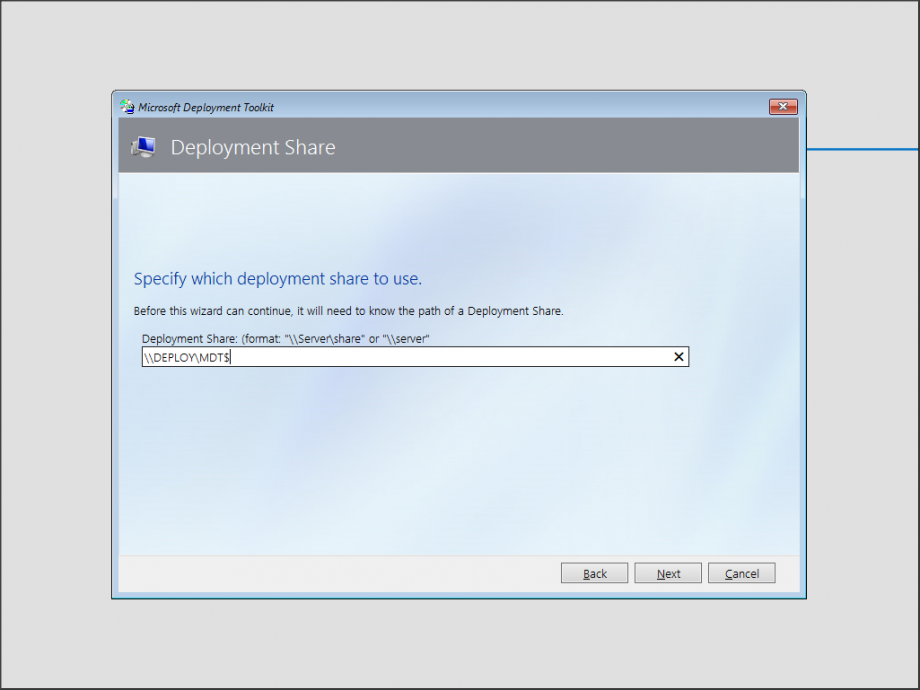 Microsoft Deployment Toolkit
Deployment Share
Specify which deployment share to use.
Before this wizard can continue, it will need to know the path of a Deployment Share.
Deployment Share: (format: "\\Server\share" or "\\server"
\\DEPLOY\MDT$
Back Next Cancel